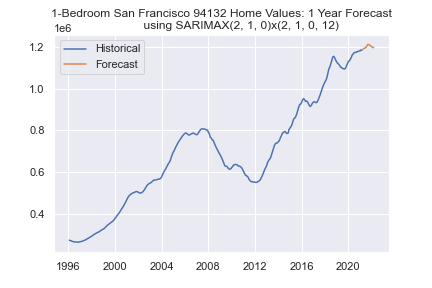 1-Bedroom San Francisco 94132 Home Values: 1 Year Forecast
using SARIMAX(2, 1, 0)x(2, 1, 0, 12)
1e6
Historical
Forecast
1.2
1.0
0.8
0.6
0.4
1996 2000 2004 2008 2012 2016 2020